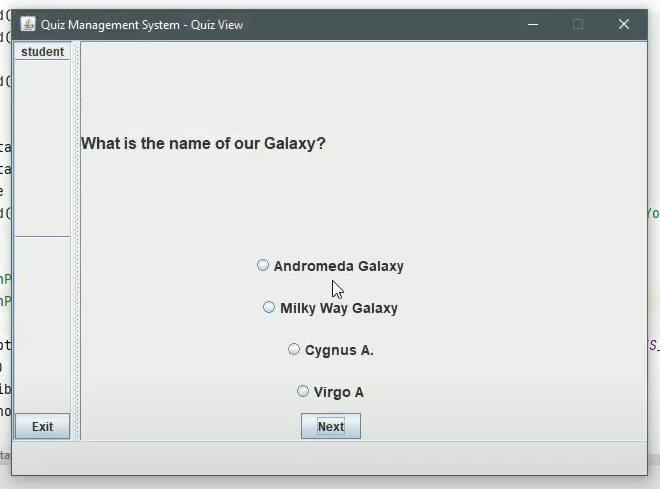 Quiz Management System - Quiz View
student
What is the name of our Galaxy?
Andromeda Galaxy
Milky Way Galaxy
Cygnus A.
Virgo A
Exit
Next